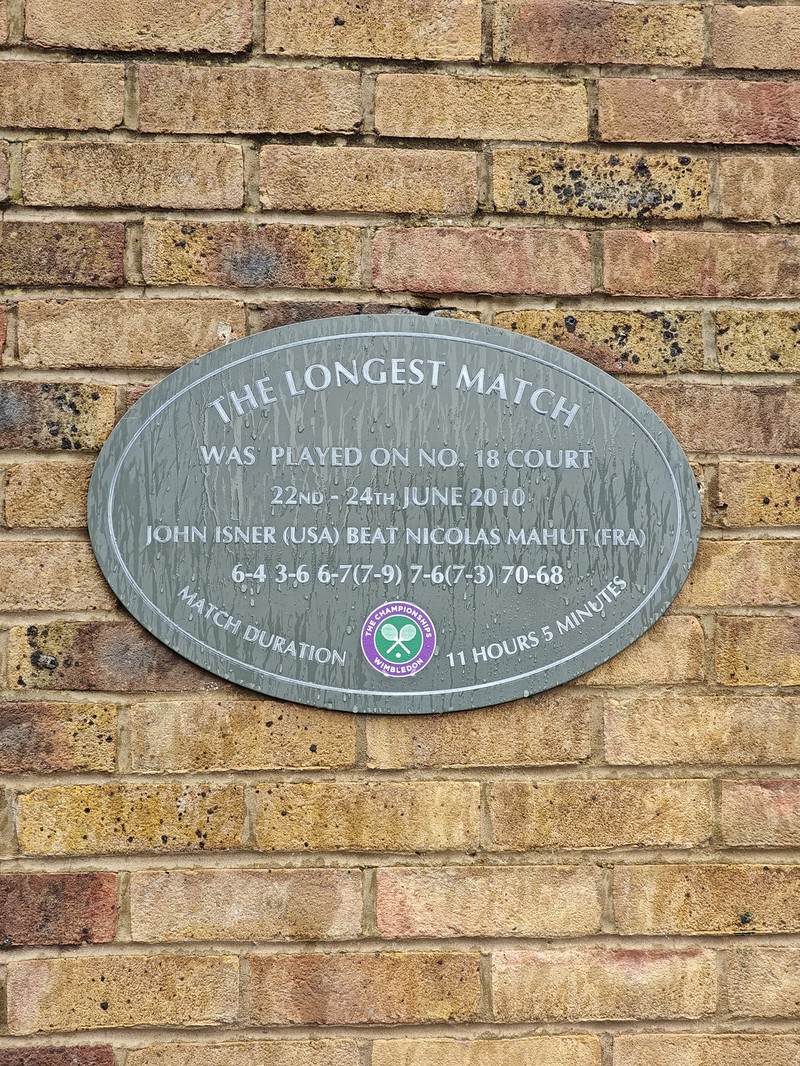 THE LONGEST MATCH
WAS PLAYED ON NO. 18 COURT
22ND - 24TH JUNE 2010
JOHN ISNER (USA) BEAT NICOLAS MAHUT (FRA)
6-4 3-6 6-7(7-9) 7-6(7-3) 70-68
MATCH DURATION 11 HOURS 5 MINUTES
THE CHAMPIONSHIPS
WIMBLEDON